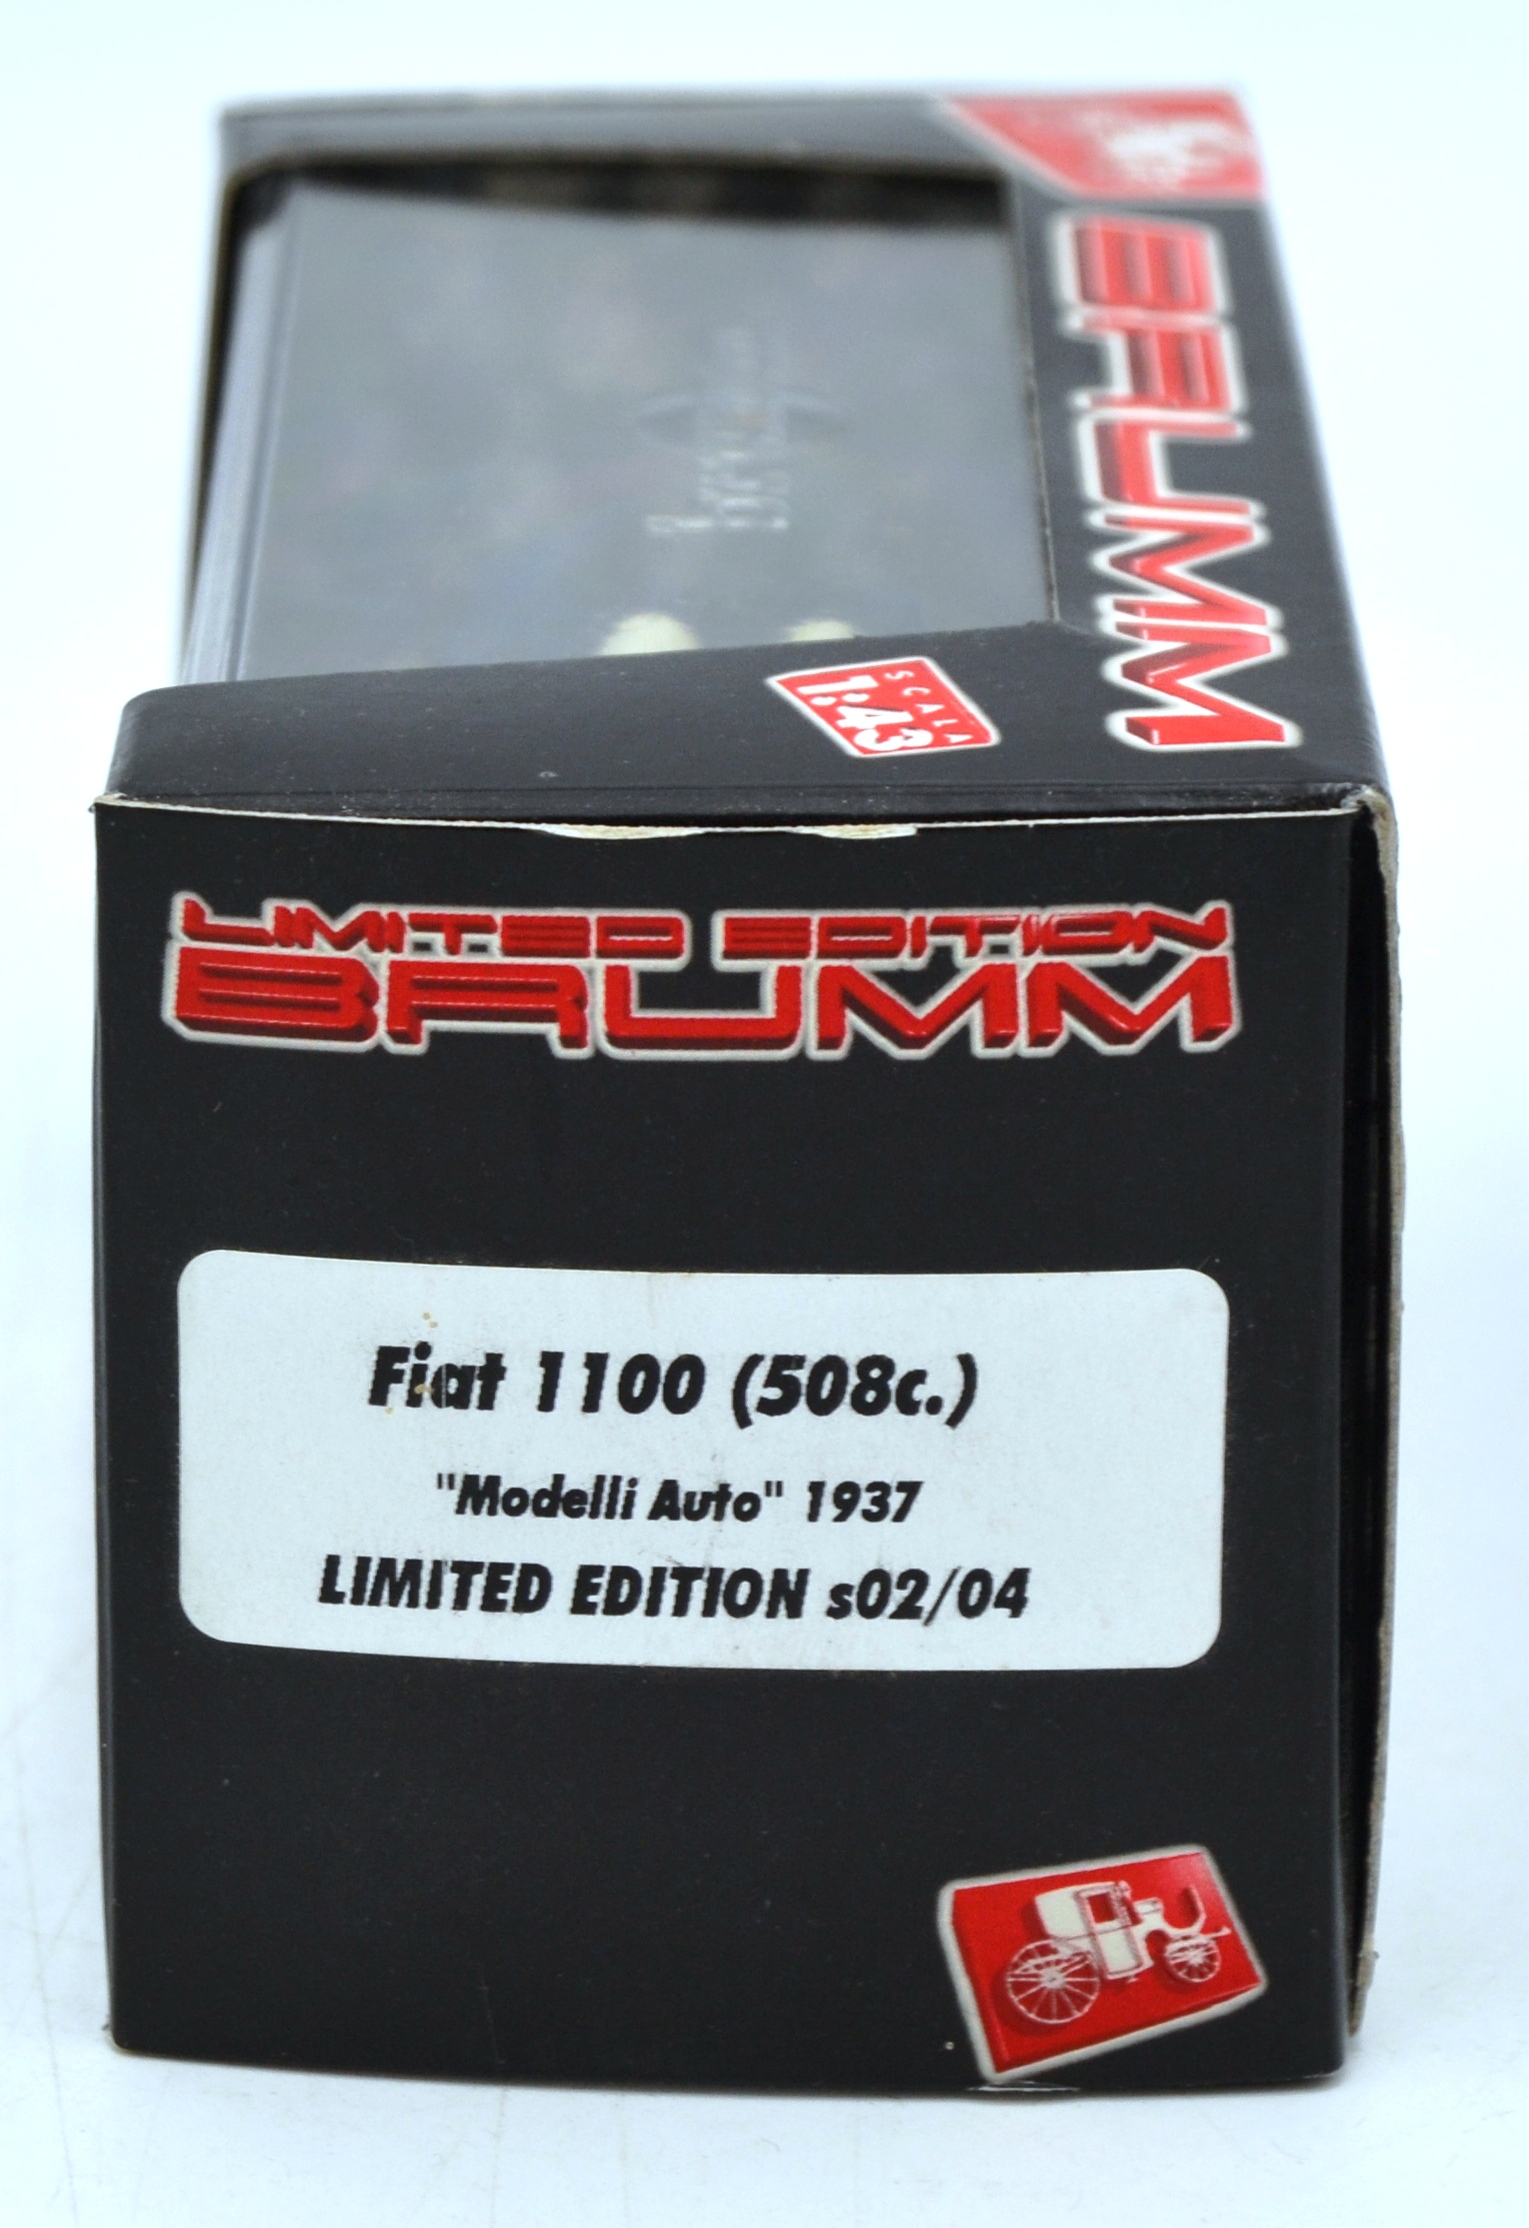 BRUMM
SCALA
1:43
LIMITED EDITION
BRUMM
Fiat 1100 (508c.)
"Modelli Auto" 1937
LIMITED EDITION s02/04